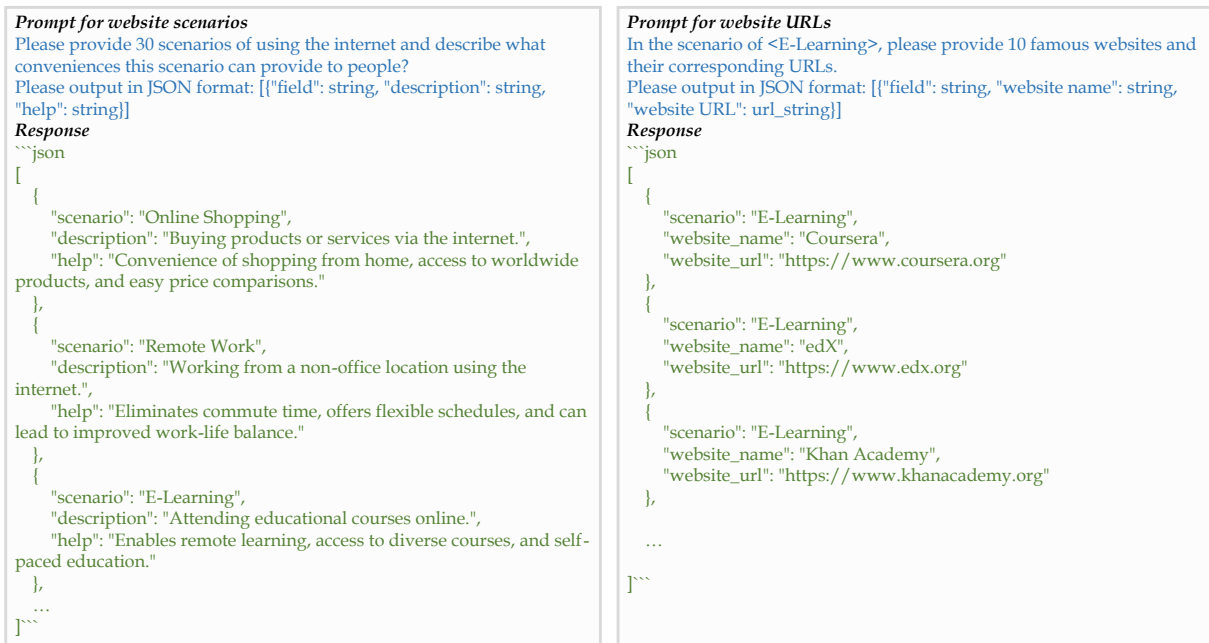 Prompt for website scenarios
Please provide 30 scenarios of using the internet and describe what
conveniences this scenario can provide to people?
Please output in JSON format: [{"field": string, "description": string,
"help": string}]
Response
```json
[
{
"scenario": "Online Shopping",
"description": "Buying products or services via the internet.",
"help": "Convenience of shopping from home, access to worldwide
products, and easy price comparisons."
},
{
"scenario": "Remote Work",
"description": "Working from a non-office location using the
internet.",
"help": "Eliminates commute time, offers flexible schedules, and can
lead to improved work-life balance."
},
{
"scenario": "E-Learning",
"description": "Attending educational courses online.",
"help": "Enables remote learning, access to diverse courses, and self-
paced education."
},
…
]```
Prompt for website URLs
In the scenario of <E-Learning>, please provide 10 famous websites and
their corresponding URLs.
Please output in JSON format: [{"field": string, "website name": string,
"website URL": url_string}]
Response
```json
[
{
"scenario": "E-Learning",
"website_name": "Coursera",
"website_url": "https://www.coursera.org"
},
{
"scenario": "E-Learning",
"website_name": "edX",
"website_url": "https://www.edx.org"
},
{
"scenario": "E-Learning",
"website_name": "Khan Academy",
"website_url": "https://www.khanacademy.org"
},
…
]```